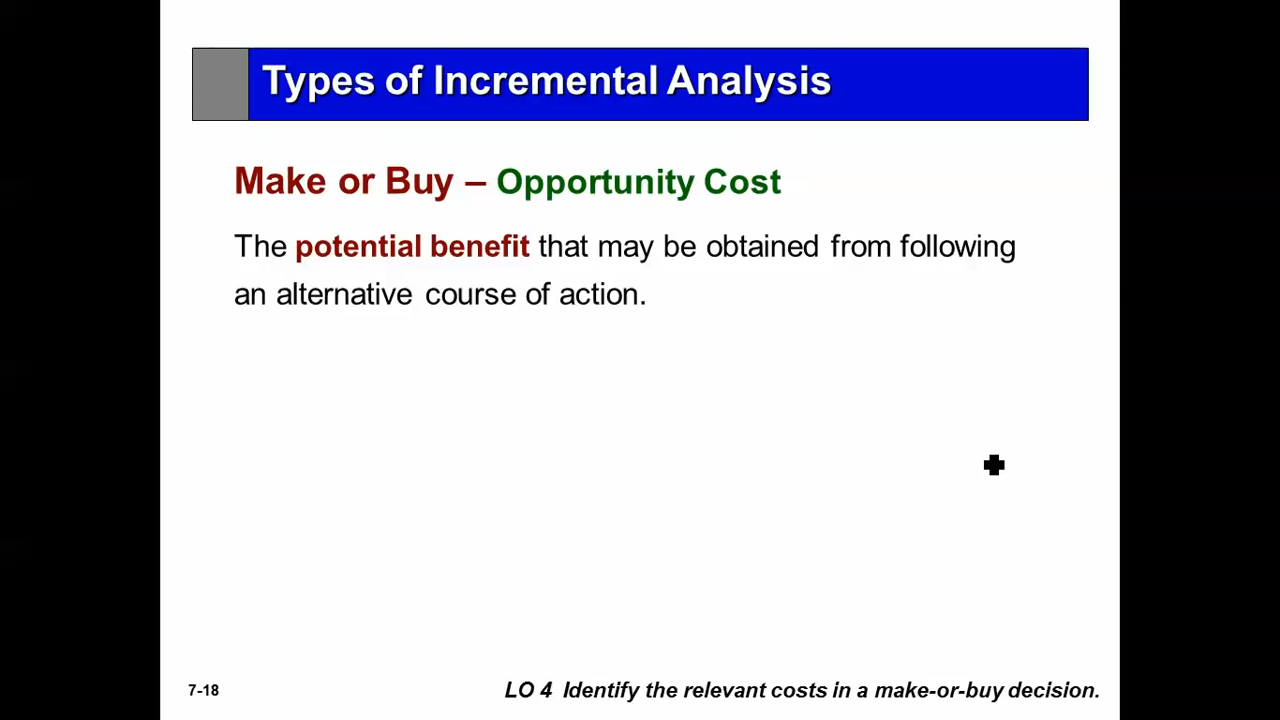 Types of Incremental Analysis
Make or Buy – Opportunity Cost
The potential benefit that may be obtained from following
an alternative course of action.
7-18
LO 4 Identify the relevant costs in a make-or-buy decision.